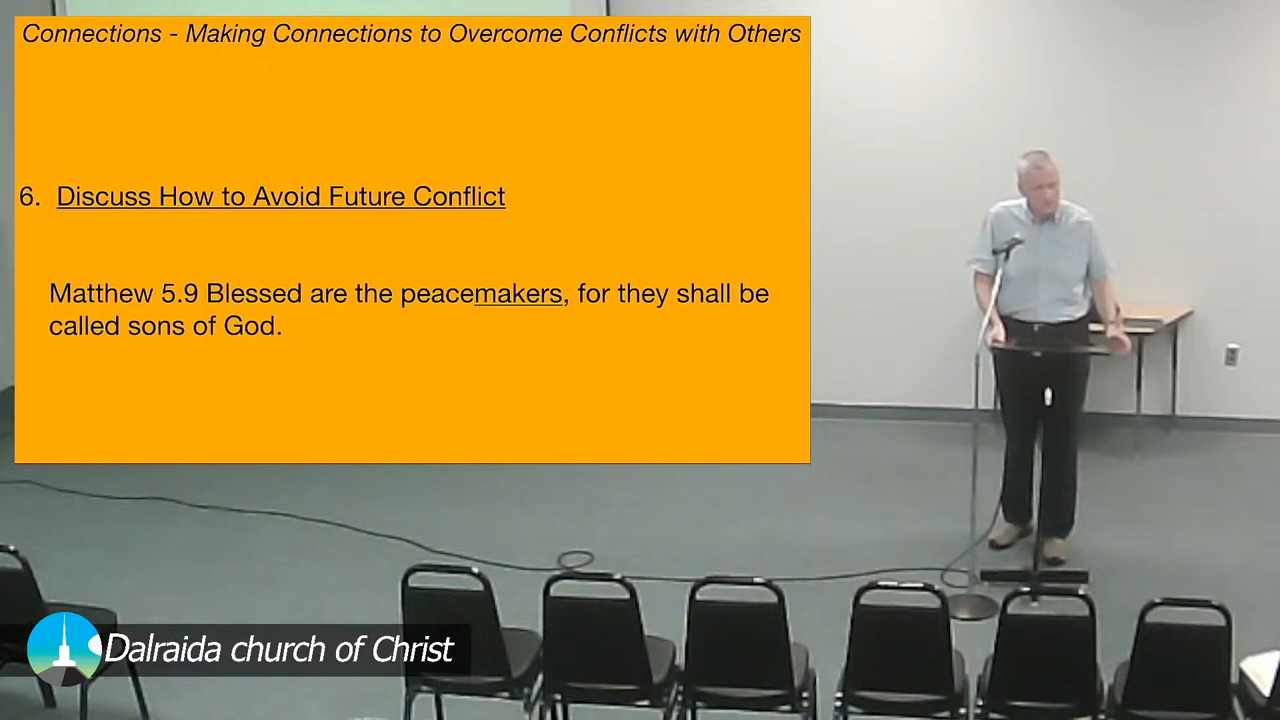 Connections - Making Connections to Overcome Conflicts with Others
6. Discuss How to Avoid Future Conflict
Matthew 5.9 Blessed are the peacemakers, for they shall be
called sons of God.
Dalraida church of Christ